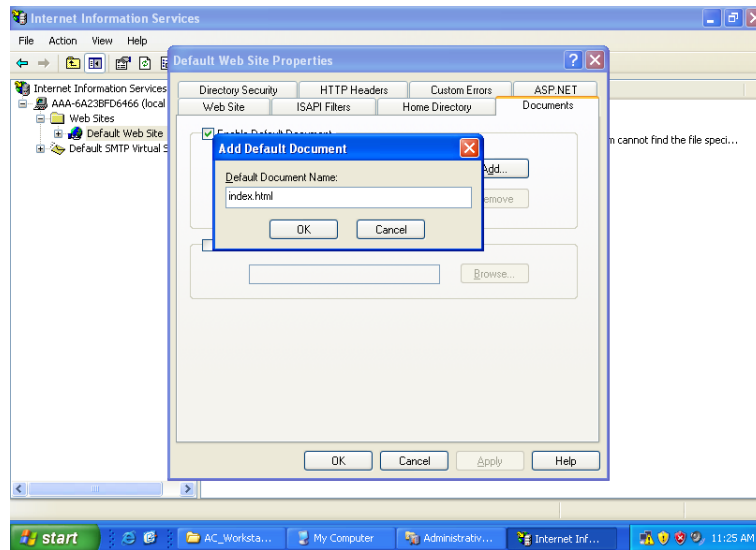 Internet Information Services
File Action View Help
Default Web Site Properties
Internet Information Services
AAA-6A23BFD6466 (local
Web Sites
Default Web Site
Default SMTP Virtual S
Directory Security HTTP Headers Custom Errors ASP.NET
Web Site ISAPI Filters Home Directory Documents
Enable Default Document
m cannot find the file speci...
Add Default Document
Add...
Default Document Name:
index.html
emove
OK Cancel
Browse...
OK Cancel Apply Help
start AC_Worksta... My Computer Administrativ... Internet Inf... 11:25 AM